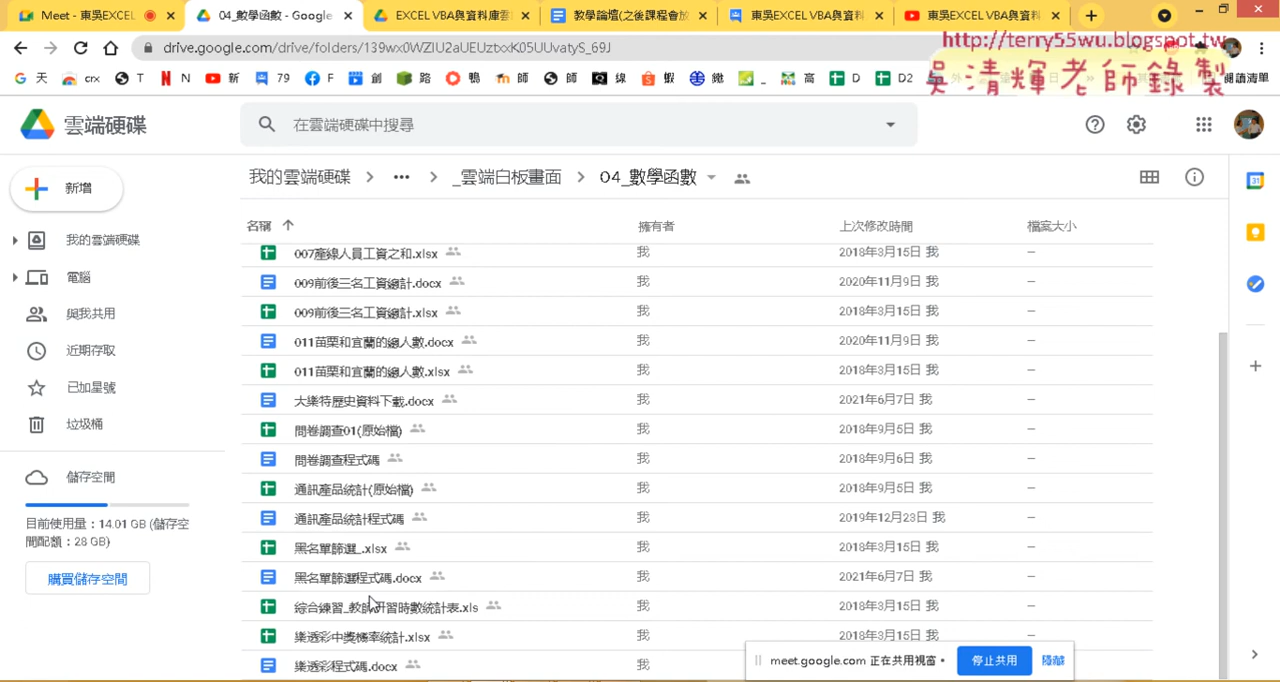 Meet - 東吳EXCEL
04_數學函數 - Google
EXCEL VBA與資料庫雲
教學論壇(之後課程會放
東吳EXCEL VBA與資料
東吳EXCEL VBA與資料
drive.google.com/drive/folders/139wx0WZIU2aUEUztxxK05UUvatyS_69J
http://terry55wu.blogspot.tw
吳清輝老師錄製
天 crx T N 新 79 F 創 路 鴨 師 師 線 蝦 高 D D2 閱讀清單
雲端硬碟
在雲端硬碟中搜尋
新增
我的雲端硬碟 ••• _雲端白板畫面 04_數學函數
名稱 擁有者 上次修改時間 檔案大小
我的雲端硬碟
電腦
與我共用
近期存取
已加星號
垃圾桶
儲存空間
目前使用量：14.01 GB (儲存空
間配額：28 GB)
購買儲存空間
007產線人員工資之和.xlsx 我 2018年3月15日 我 —
009前後三名工資總計.docx 我 2020年11月9日 我 —
009前後三名工資總計.xlsx 我 2018年3月15日 我 —
011苗栗和宜蘭的總人數.docx 我 2020年11月9日 我 —
011苗栗和宜蘭的總人數.xlsx 我 2018年3月15日 我 —
大樂特歷史資料下載.docx 我 2021年6月7日 我 —
問卷調查01(原始檔) 我 2018年9月5日 我 —
問卷調查程式碼 我 2018年9月6日 我 —
通訊產品統計(原始檔) 我 2018年9月5日 我 —
通訊產品統計程式碼 我 2019年12月23日 我 —
黑名單篩選_.xlsx 我 2018年3月15日 我 —
黑名單篩選程式碼.docx 我 2021年6月7日 我 —
綜合練習_教師研習時數統計表.xls 我 2018年3月15日 我 —
樂透彩中獎機率統計.xlsx 我 2018年3月15日 我 —
樂透彩程式碼.docx 我
meet.google.com 正在共用視窗。 停止共用 隱藏